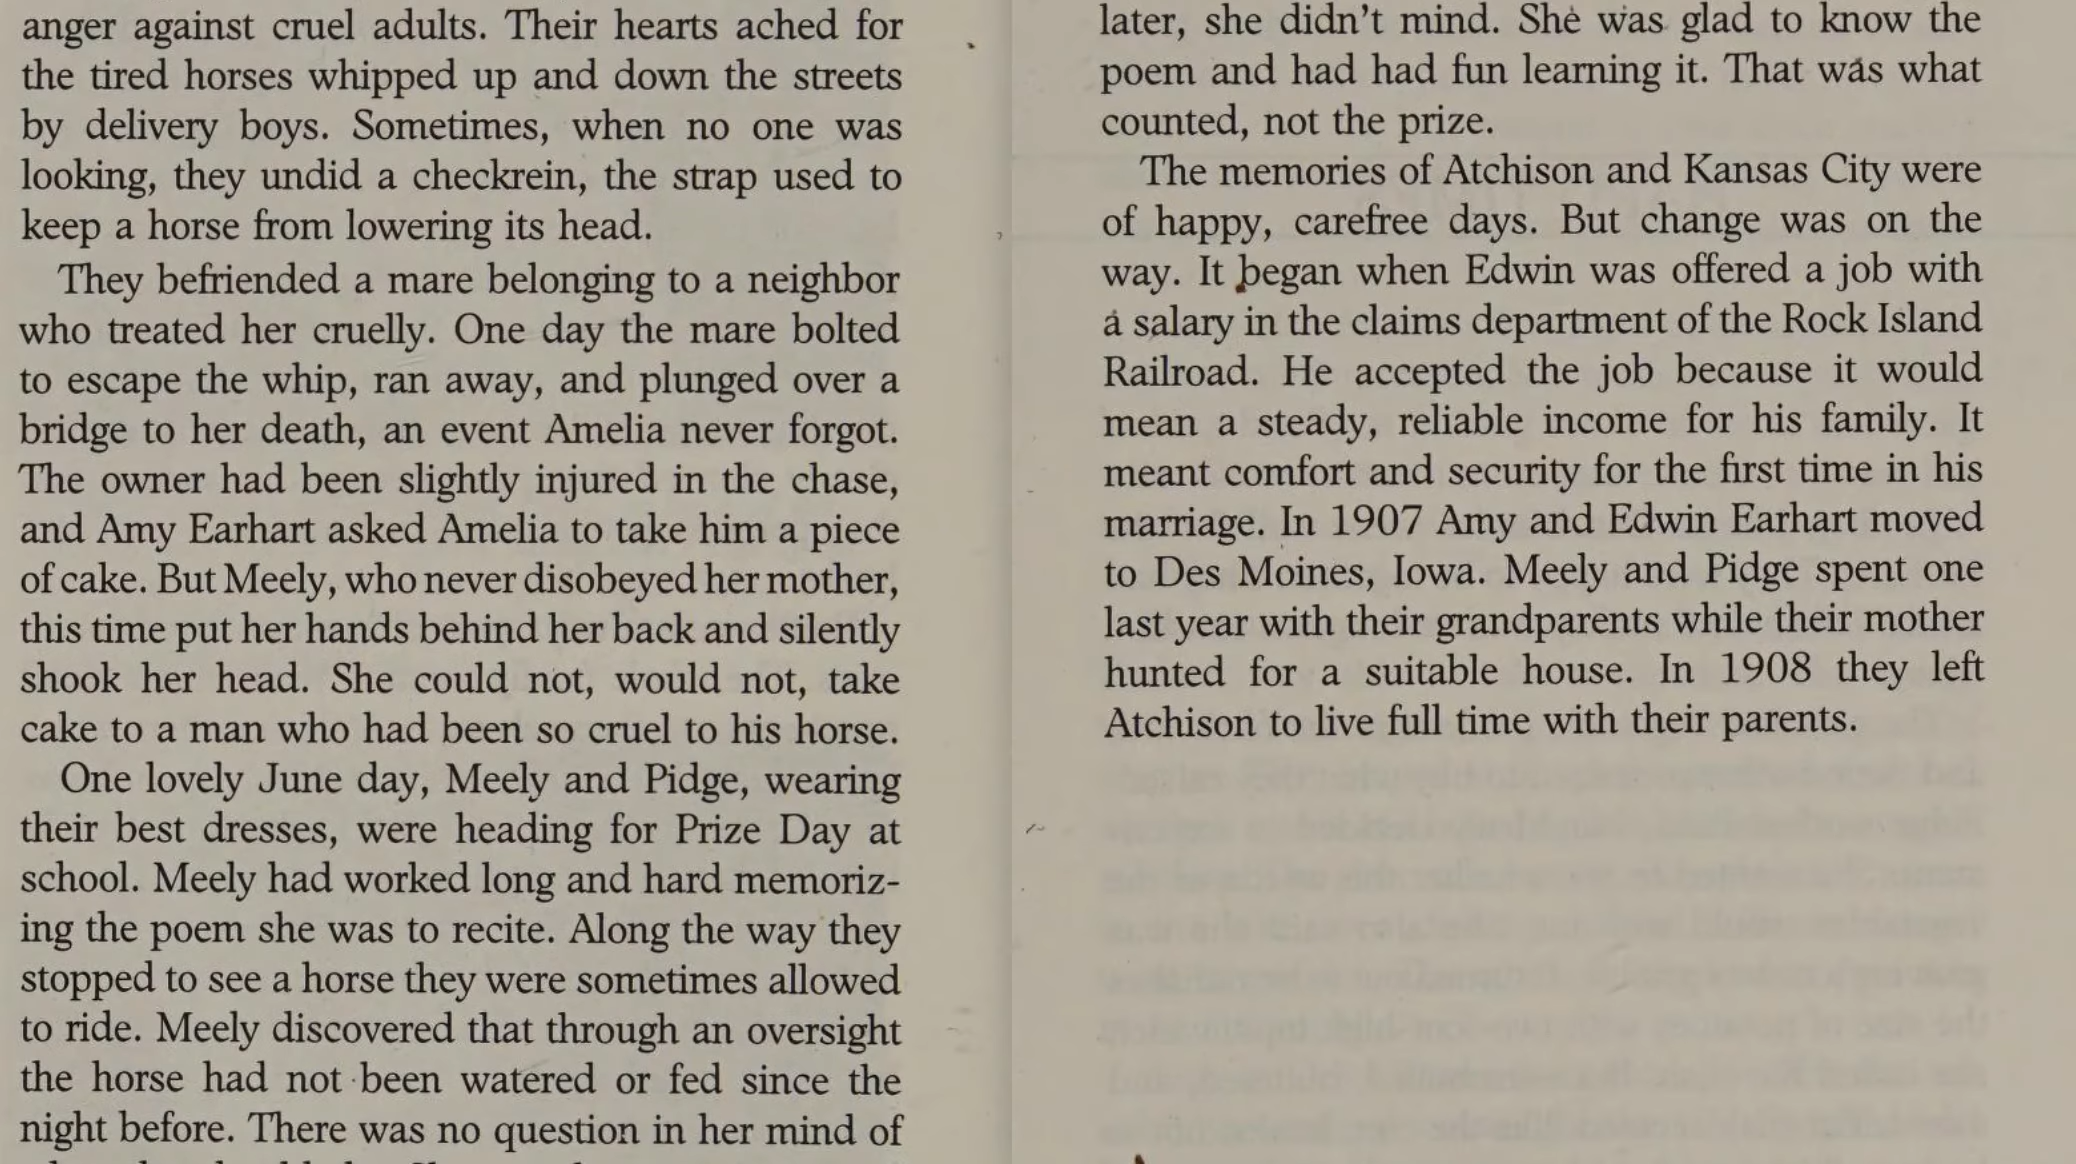 anger against cruel adults. Their hearts ached for
the tired horses whipped up and down the streets
by delivery boys. Sometimes, when no one was
looking, they undid a checkrein, the strap used to
keep a horse from lowering its head.
They befriended a mare belonging to a neighbor
who treated her cruelly. One day the mare bolted
to escape the whip, ran away, and plunged over a
bridge to her death, an event Amelia never forgot.
The owner had been slightly injured in the chase,
and Amy Earhart asked Amelia to take him a piece
of cake. But Meely, who never disobeyed her mother,
this time put her hands behind her back and silently
shook her head. She could not, would not, take
cake to a man who had been so cruel to his horse.
One lovely June day, Meely and Pidge, wearing
their best dresses, were heading for Prize Day at
school. Meely had worked long and hard memoriz-
ing the poem she was to recite. Along the way they
stopped to see a horse they were sometimes allowed
to ride. Meely discovered that through an oversight
the horse had not been watered or fed since the
night before. There was no question in her mind of
later, she didn't mind. She was glad to know the
poem and had had fun learning it. That was what
counted, not the prize.
The memories of Atchison and Kansas City were
of happy, carefree days. But change was on the
way. It began when Edwin was offered a job with
a salary in the claims department of the Rock Island
Railroad. He accepted the job because it would
mean a steady, reliable income for his family. It
meant comfort and security for the first time in his
marriage. In 1907 Amy and Edwin Earhart moved
to Des Moines, Iowa. Meely and Pidge spent one
last year with their grandparents while their mother
hunted for a suitable house. In 1908 they left
Atchison to live full time with their parents.